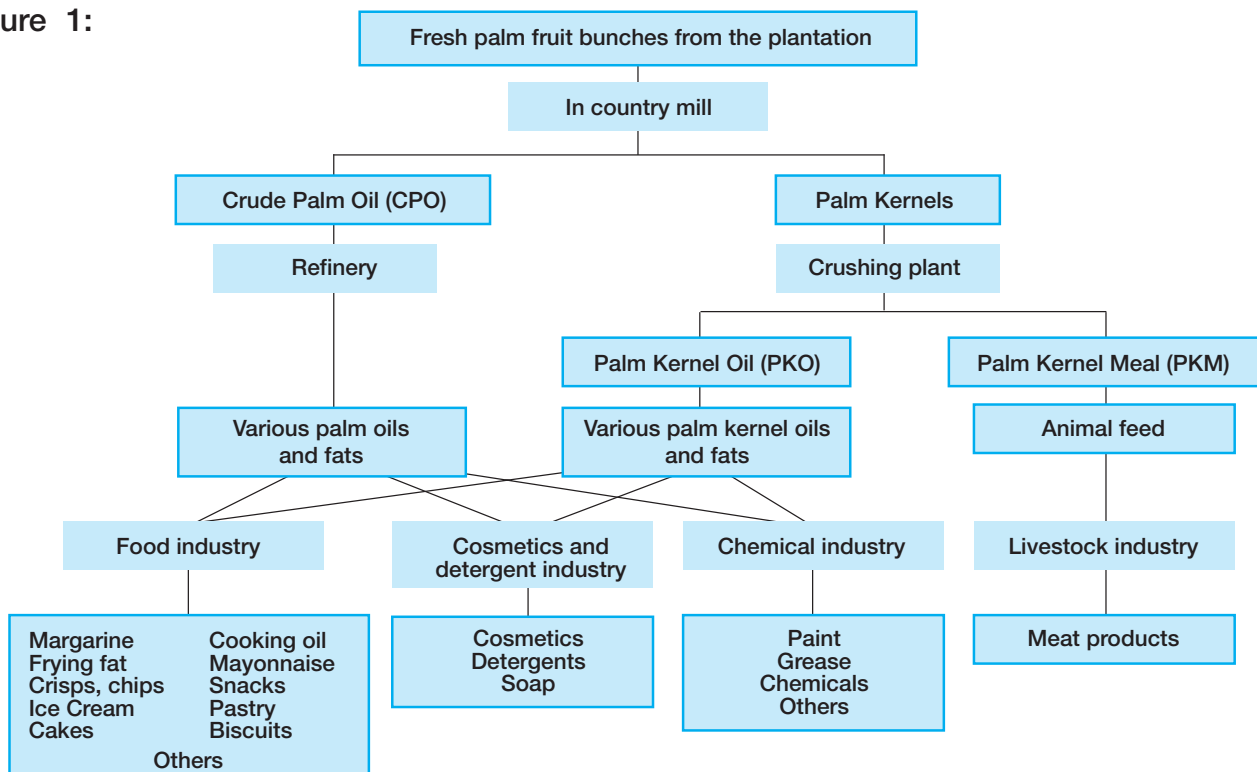 ure 1:
Fresh palm fruit bunches from the plantation
In country mill
Crude Palm Oil (CPO)
Palm Kernels
Refinery
Crushing plant
Palm Kernel Oil (PKO)
Palm Kernel Meal (PKM)
Various palm oils
and fats
Various palm kernel oils
and fats
Animal feed
Food industry
Cosmetics and
detergent industry
Chemical industry
Livestock industry
Margarine
Frying fat
Crisps, chips
Ice Cream
Cakes
Cooking oil
Mayonnaise
Snacks
Pastry
Biscuits
Others
Cosmetics
Detergents
Soap
Paint
Grease
Chemicals
Others
Meat products